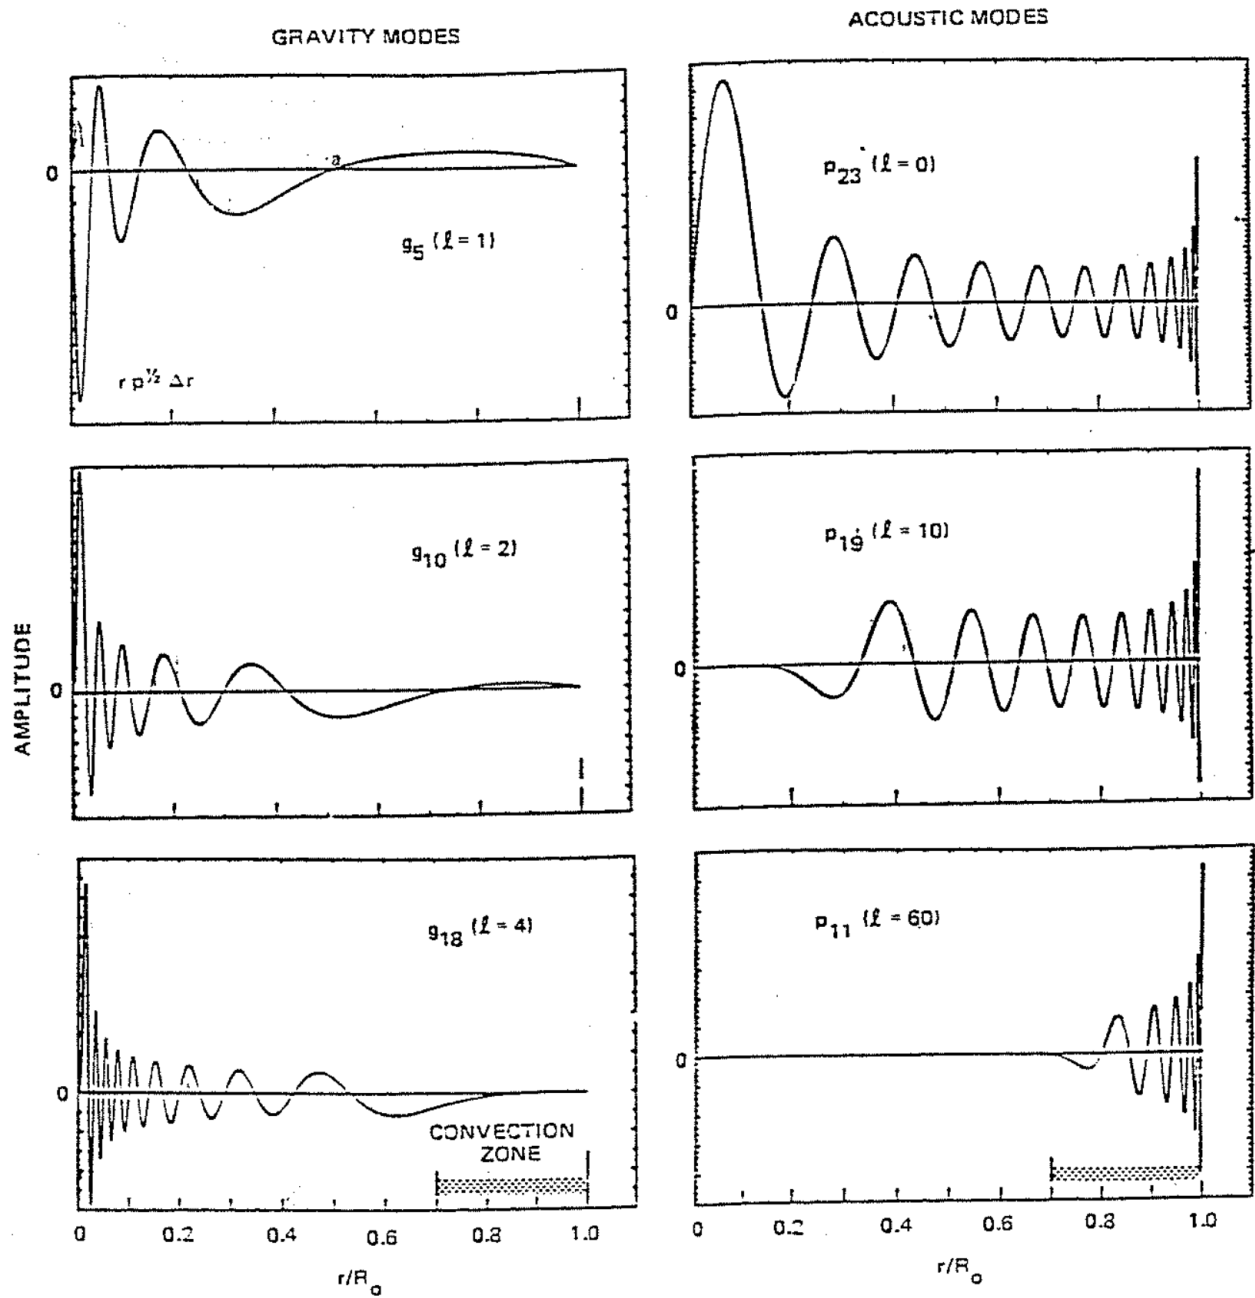 GRAVITY MODES
ACOUSTIC MODES
0
a
g5 (ℓ = 1)
r p½ Δr
0
p23 (ℓ = 0)
AMPLITUDE
0
g10 (ℓ = 2)
0
p19 (ℓ = 10)
0
g18 (ℓ = 4)
CONVECTION
ZONE
0 0.2 0.4 0.6 0.8 1.0
r/Ro
0
p11 (ℓ = 60)
0 0.2 0.4 0.6 0.8 1.0
r/Ro